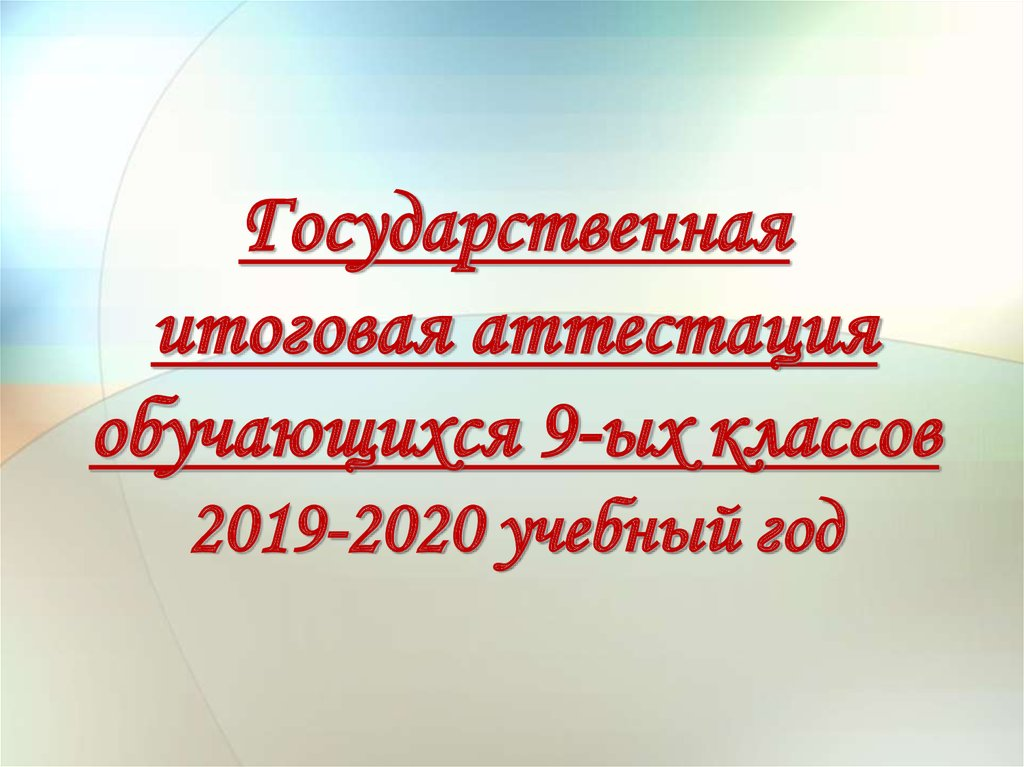 Государственная
итоговая аттестация
обучающихся 9-ых классов
2019-2020 учебный год